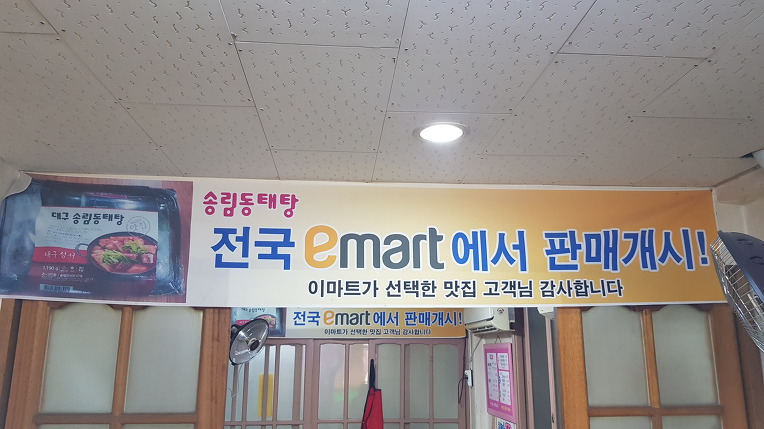 송림동태탕
전국 emart에서 판매개시!
이마트가 선택한 맛집 고객님 감사합니다
대구 송림동태탕
전국 emart에서 판매개시!
이마트가 선택한 맛집 고객님 감사합니다